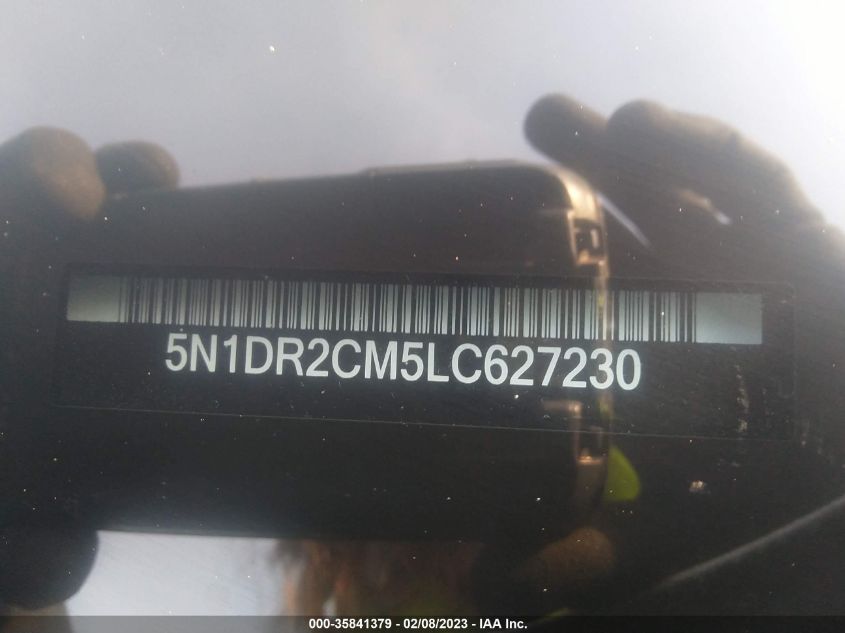 5N1DR2CM5LC627230
000-35841379 - 02/08/2023 - IAA Inc.